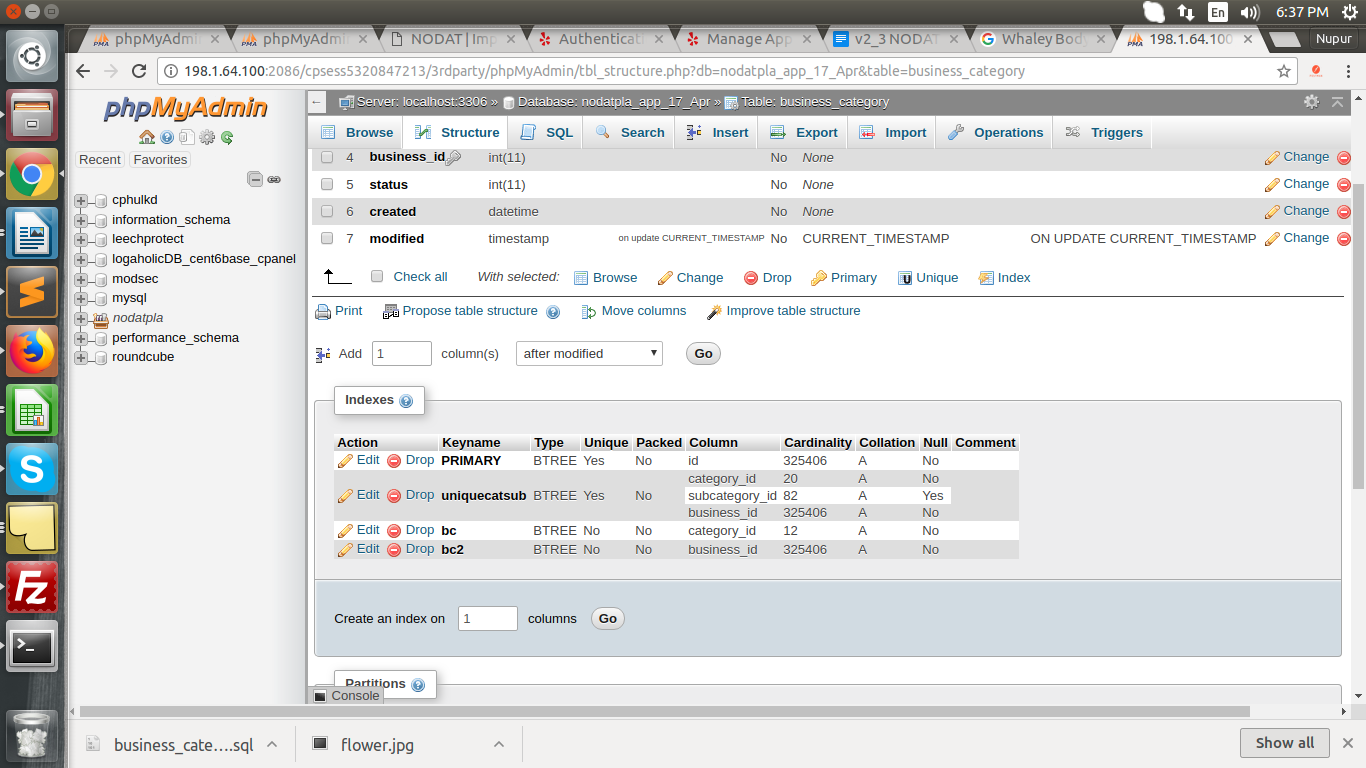 En
6:37 PM
phpMyAdmi
phpMyAdmi
NODAT | Imp
Authenticati
Manage App
v2_3 NODAT
Whaley Body
198.1.64.100
Nupur
198.1.64.100:2086/cpsess5320847213/3rdparty/phpMyAdmin/tbl_structure.php?db=nodatpla_app_17_Apr&table=business_category
phpMyAdmin
Recent Favorites
cphulkd
information_schema
leechprotect
logaholicDB_cent6base_cpanel
modsec
mysql
nodatpla
performance_schema
roundcube
Server: localhost:3306 » Database: nodatpla_app_17_Apr » Table: business_category
Browse Structure SQL Search Insert Export Import Operations Triggers
4 business_id int(11) No None Change
5 status int(11) No None Change
6 created datetime No None Change
7 modified timestamp on update CURRENT_TIMESTAMP No CURRENT_TIMESTAMP ON UPDATE CURRENT_TIMESTAMP Change
Check all With selected: Browse Change Drop Primary Unique Index
Print Propose table structure Move columns Improve table structure
Add 1 column(s) after modified Go
Indexes
Action Keyname Type Unique Packed Column Cardinality Collation Null Comment
Edit Drop PRIMARY BTREE Yes No id 325406 A No
category_id 20 A No
Edit Drop uniquecatsub BTREE Yes No subcategory_id 82 A Yes
business_id 325406 A No
Edit Drop bc BTREE No No category_id 12 A No
Edit Drop bc2 BTREE No No business_id 325406 A No
Create an index on 1 columns Go
Partitions
Console
business_cate....sql
flower.jpg
Show all